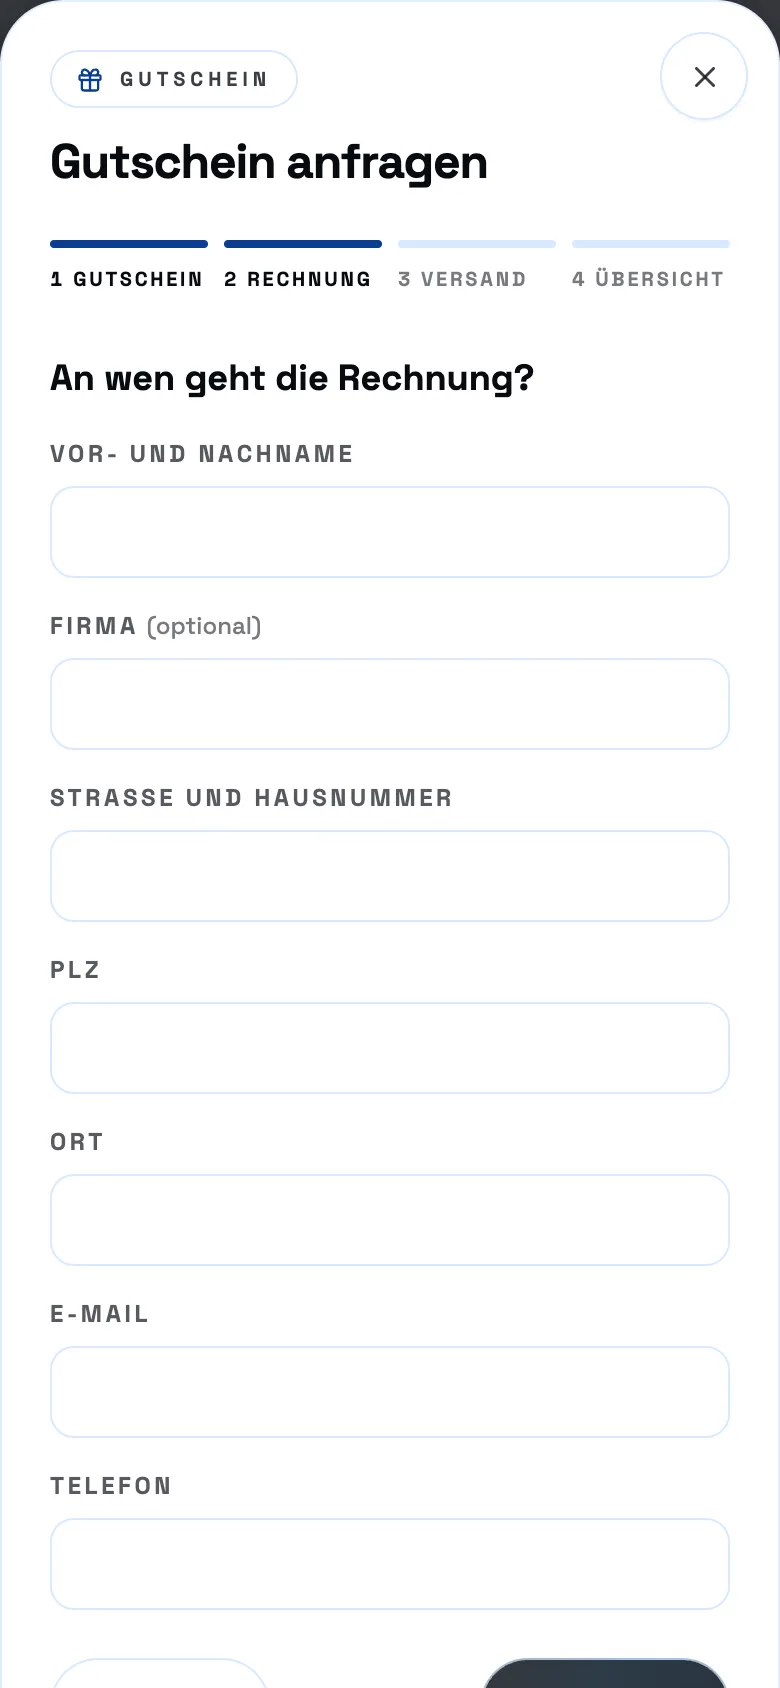 GUTSCHEIN
Gutschein anfragen
1 GUTSCHEIN 2 RECHNUNG 3 VERSAND 4 ÜBERSICHT
An wen geht die Rechnung?
VOR- UND NACHNAME
FIRMA (optional)
STRASSE UND HAUSNUMMER
PLZ
ORT
E-MAIL
TELEFON